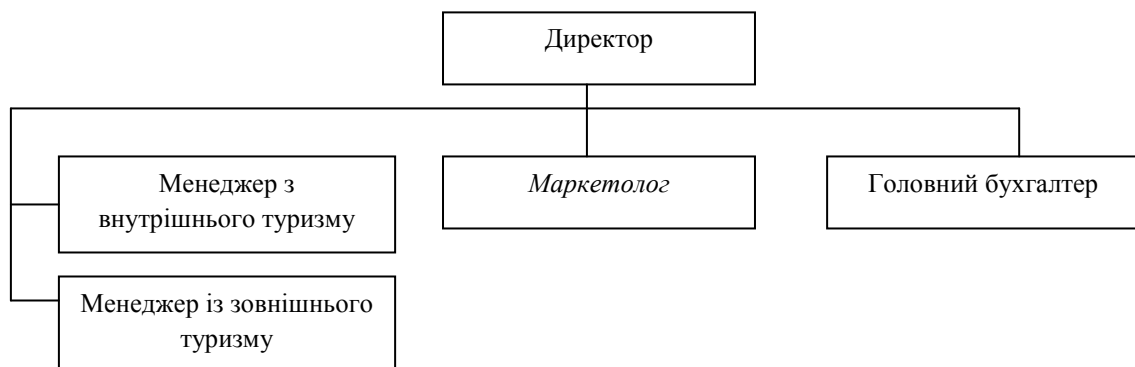 Директор
Менеджер з
внутрішнього туризму
Маркетолог
Головний бухгалтер
Менеджер із зовнішнього
туризму